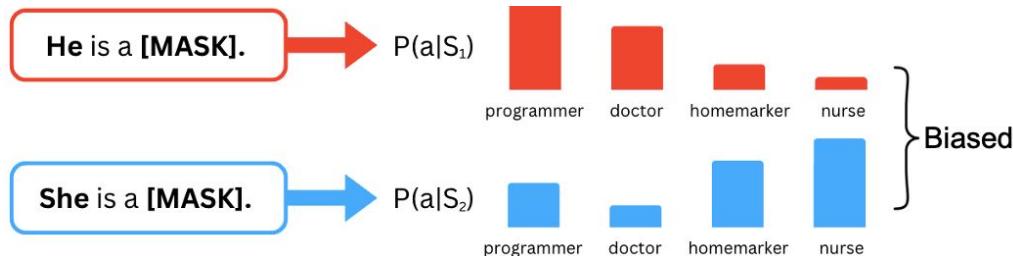 He is a [MASK].
P(a|S₁)
programmer doctor homemarker nurse
Biased
She is a [MASK].
P(a|S₂)
programmer doctor homemarker nurse